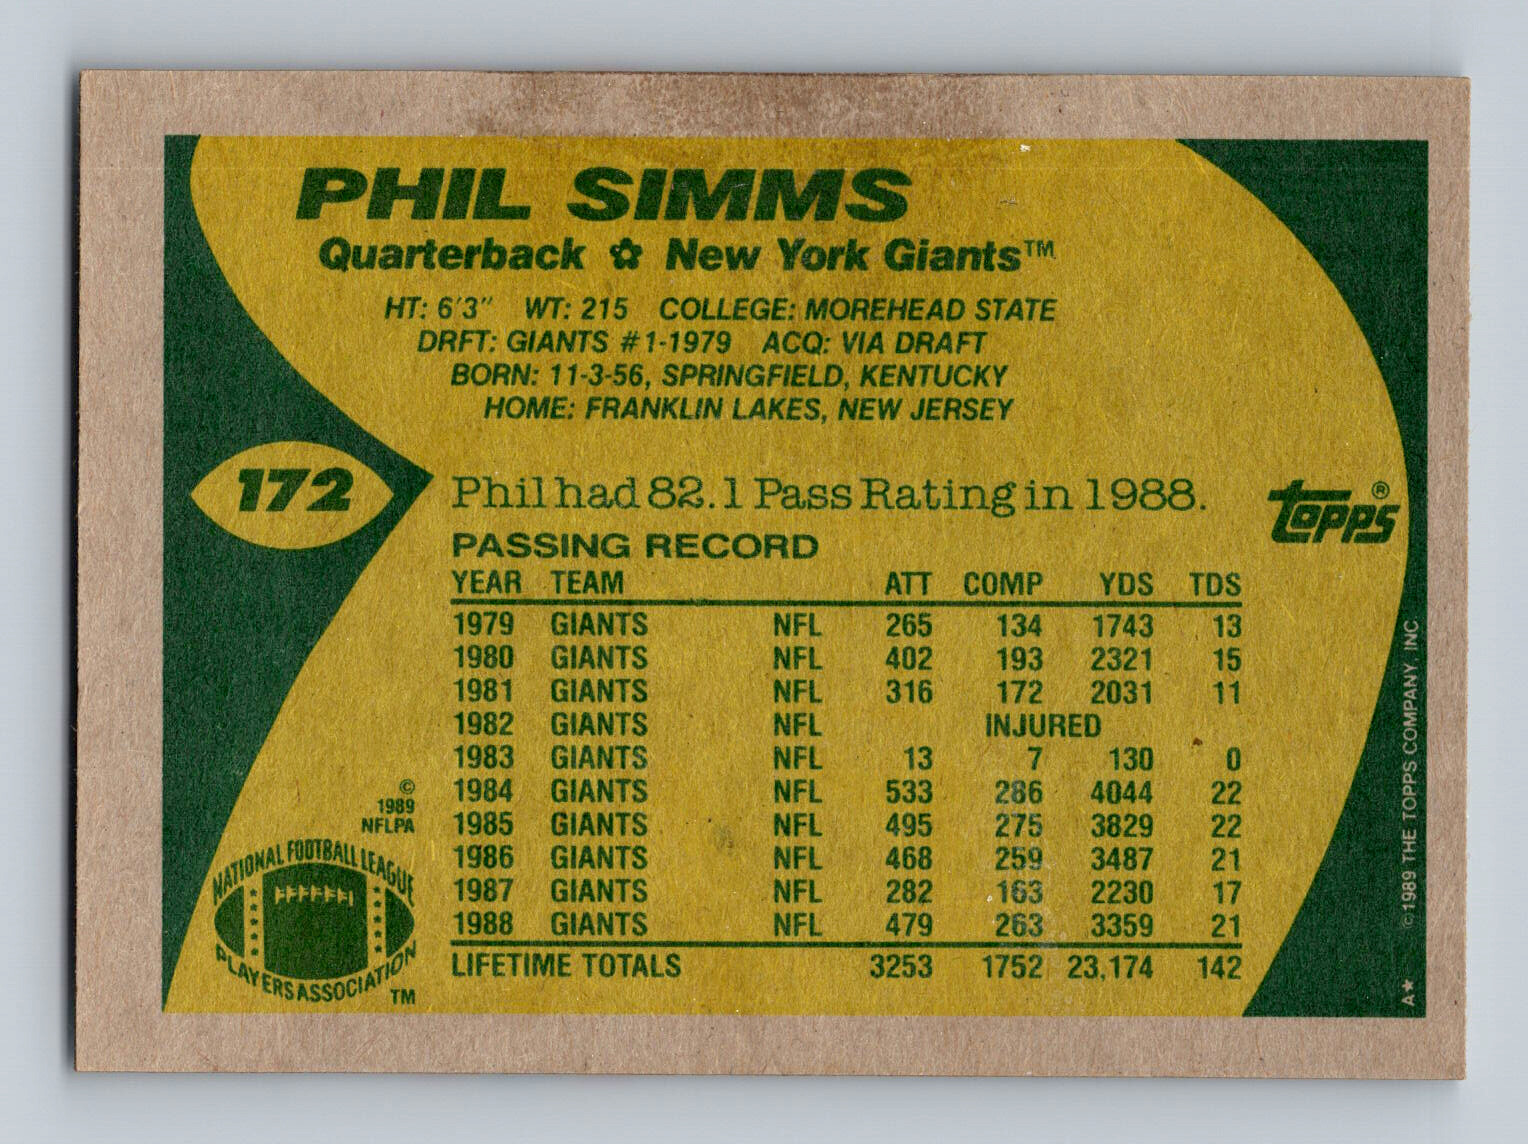 PHIL SIMMS
Quarterback ✿ New York Giants™
HT: 6'3" WT: 215 COLLEGE: MOREHEAD STATE
DRFT: GIANTS #1-1979 ACQ: VIA DRAFT
BORN: 11-3-56, SPRINGFIELD, KENTUCKY
HOME: FRANKLIN LAKES, NEW JERSEY
172
Phil had 82.1 Pass Rating in 1988.
topps®
PASSING RECORD
YEAR TEAM ATT COMP YDS TDS
1979 GIANTS NFL 265 134 1743 13
1980 GIANTS NFL 402 193 2321 15
1981 GIANTS NFL 316 172 2031 11
1982 GIANTS NFL INJURED
1983 GIANTS NFL 13 7 130 0
1984 GIANTS NFL 533 286 4044 22
1985 GIANTS NFL 495 275 3829 22
1986 GIANTS NFL 468 259 3487 21
1987 GIANTS NFL 282 163 2230 17
1988 GIANTS NFL 479 263 3359 21
LIFETIME TOTALS 3253 1752 23,174 142
©
1989
NFLPA
NATIONAL FOOTBALL LEAGUE
PLAYERS ASSOCIATION
TM
©1989 THE TOPPS COMPANY, INC
A★